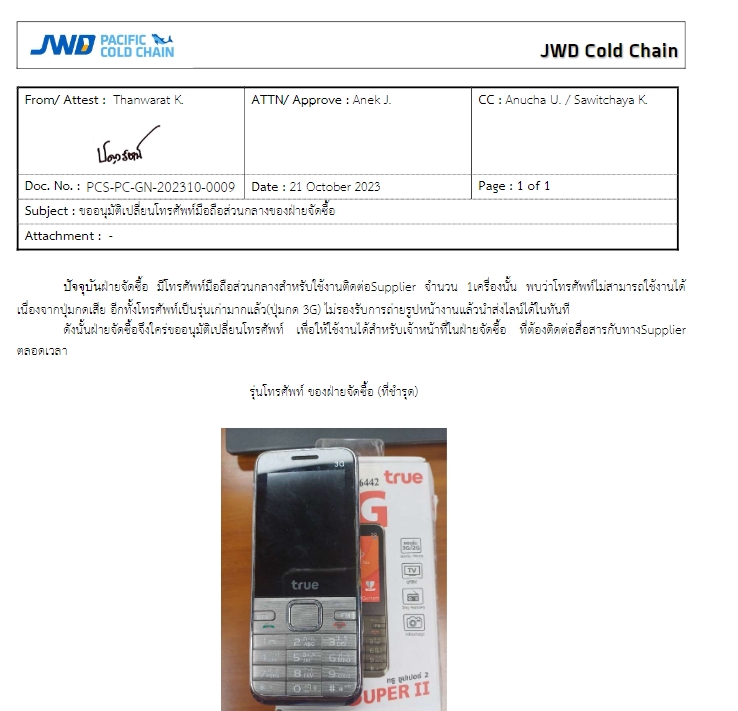 JWD PACIFIC
COLD CHAIN
JWD Cold Chain
From/ Attest : Thanwarat K.
ATTN/ Approve : Anek J.
CC : Anucha U. / Sawitchaya K.
Doc. No. : PCS-PC-GN-202310-0009
Date : 21 October 2023
Page : 1 of 1
Subject : ขออนุมัติเปลี่ยนโทรศัพท์มือถือส่วนกลางของฝ่ายจัดซื้อ
Attachment : -
ปัจจุบันฝ่ายจัดซื้อ มีโทรศัพท์มือถือส่วนกลางสำหรับใช้งานติดต่อSupplier จำนวน 1เครื่องนั้น พบว่าโทรศัพท์ไม่สามารถใช้งานได้
เนื่องจากปุ่มกดเสีย อีกทั้งโทรศัพท์เป็นรุ่นเก่ามากแล้ว(ปุ่มกด 3G) ไม่รองรับการถ่ายรูปหน้างานแล้วนำส่งไลน์ได้ในทันที
ดังนั้นฝ่ายจัดซื้อจึงใคร่ขออนุมัติเปลี่ยนโทรศัพท์ เพื่อให้ใช้งานได้สำหรับเจ้าหน้าที่ในฝ่ายจัดซื้อ ที่ต้องติดต่อสื่อสารกับทางSupplier
ตลอดเวลา
รุ่นโทรศัพท์ ของฝ่ายจัดซื้อ (ที่ชำรุด)
3G
6442 true
G
3G/2G
TV
true
ทรู ซูเปอร์ 2
SUPER II